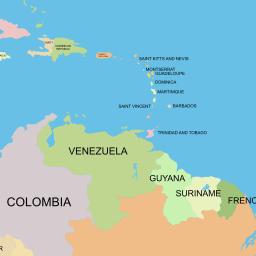 HAITI
DOMINICAN
REPUBLIC
SAINT KITTS AND NEVIS
MONTSERRAT
GUADELOUPE
DOMINICA
MARTINIQUE
SAINT VINCENT
BARBADOS
TRINIDAD AND TOBAGO
VENEZUELA
GUYANA
SURINAME
FRENC
COLOMBIA
R